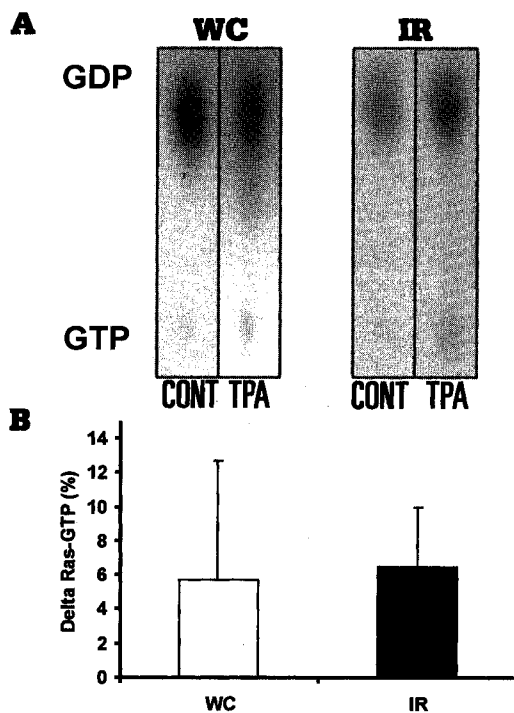 A WC IR
GDP
GTP
CONT TPA CONT TPA
B
14
12
10
8
6
4
2
0
Delta Ras-GTP (%)
WC IR